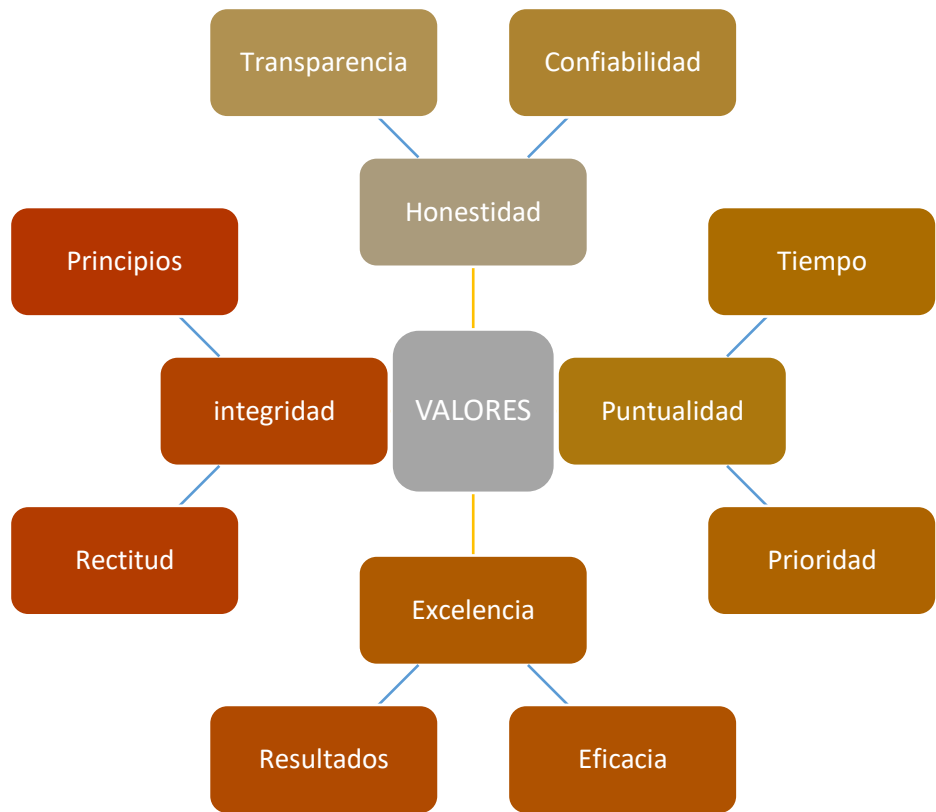 Transparencia
Confiabilidad
Honestidad
Principios
Tiempo
integridad
VALORES
Puntualidad
Rectitud
Prioridad
Excelencia
Resultados
Eficacia